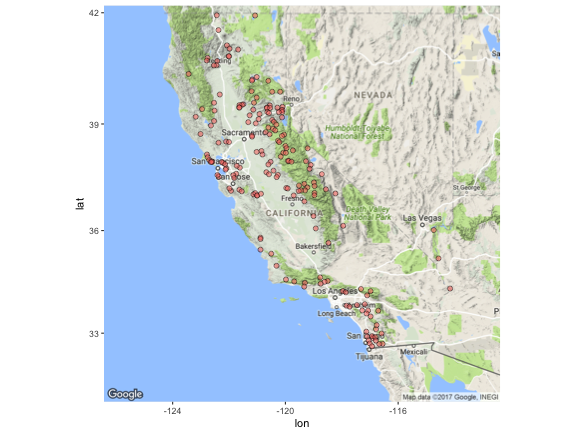 42
39
36
33
lat
-124
-120
-116
lon
Redding
Reno
NEVADA
Humboldt-Toiyabe
National Forest
Sacramento
San Francisco
San Jose
St George
Fresno
Death Valley
National Park
Las Vegas
CALIFORNIA
Bakersfield
Los Angeles
Long Beach
San
Tijuana
Mexicali
Google
Map data ©2017 Google, INEGI